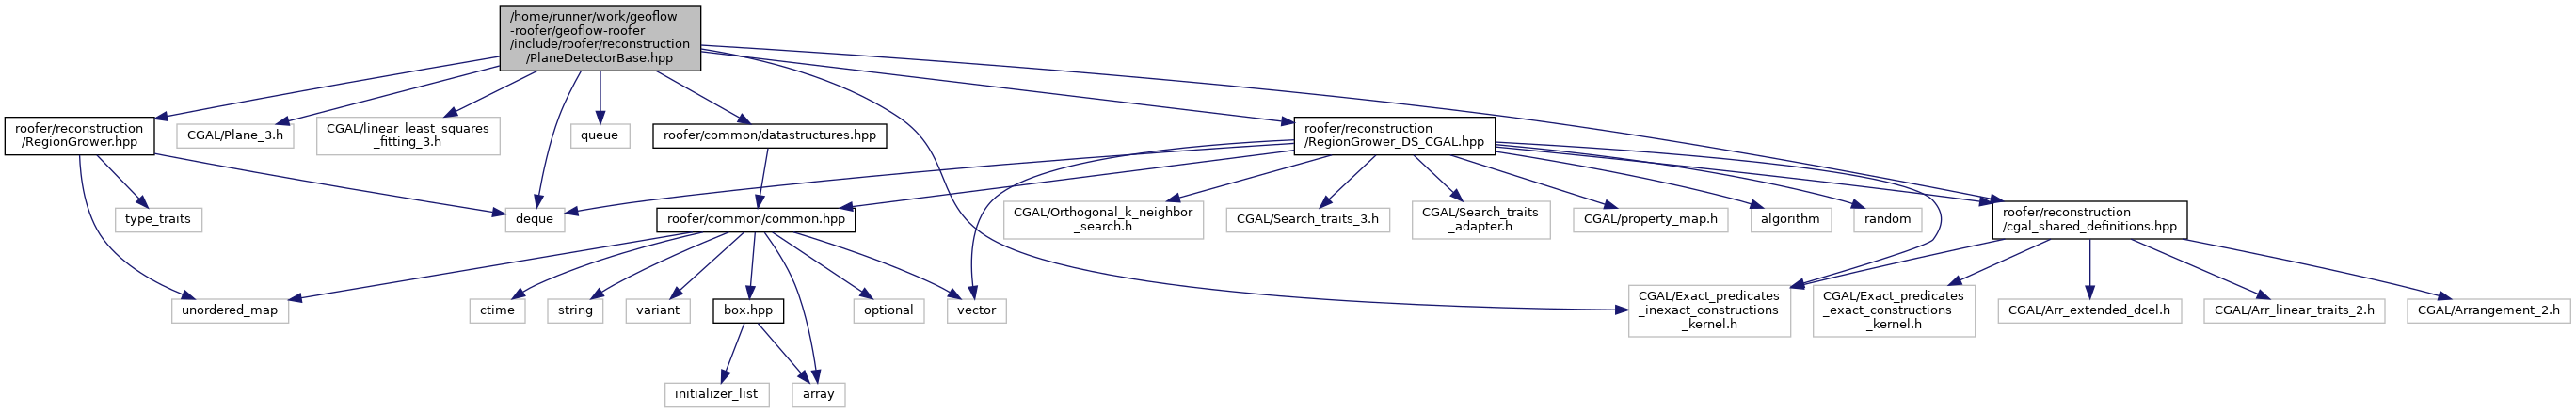 /home/runner/work/geoflow
-roofer/geoflow-roofer
/include/roofer/reconstruction
/PlaneDetectorBase.hpp
roofer/reconstruction
/RegionGrower.hpp
CGAL/Plane_3.h
CGAL/linear_least_squares
_fitting_3.h
queue
roofer/common/datastructures.hpp
roofer/reconstruction
/RegionGrower_DS_CGAL.hpp
type_traits
deque
roofer/common/common.hpp
CGAL/Orthogonal_k_neighbor
_search.h
CGAL/Search_traits_3.h
CGAL/Search_traits
_adapter.h
CGAL/property_map.h
algorithm
random
roofer/reconstruction
/cgal_shared_definitions.hpp
unordered_map
ctime
string
variant
box.hpp
optional
vector
CGAL/Exact_predicates
_inexact_constructions
_kernel.h
CGAL/Exact_predicates
_exact_constructions
_kernel.h
CGAL/Arr_extended_dcel.h
CGAL/Arr_linear_traits_2.h
CGAL/Arrangement_2.h
initializer_list
array